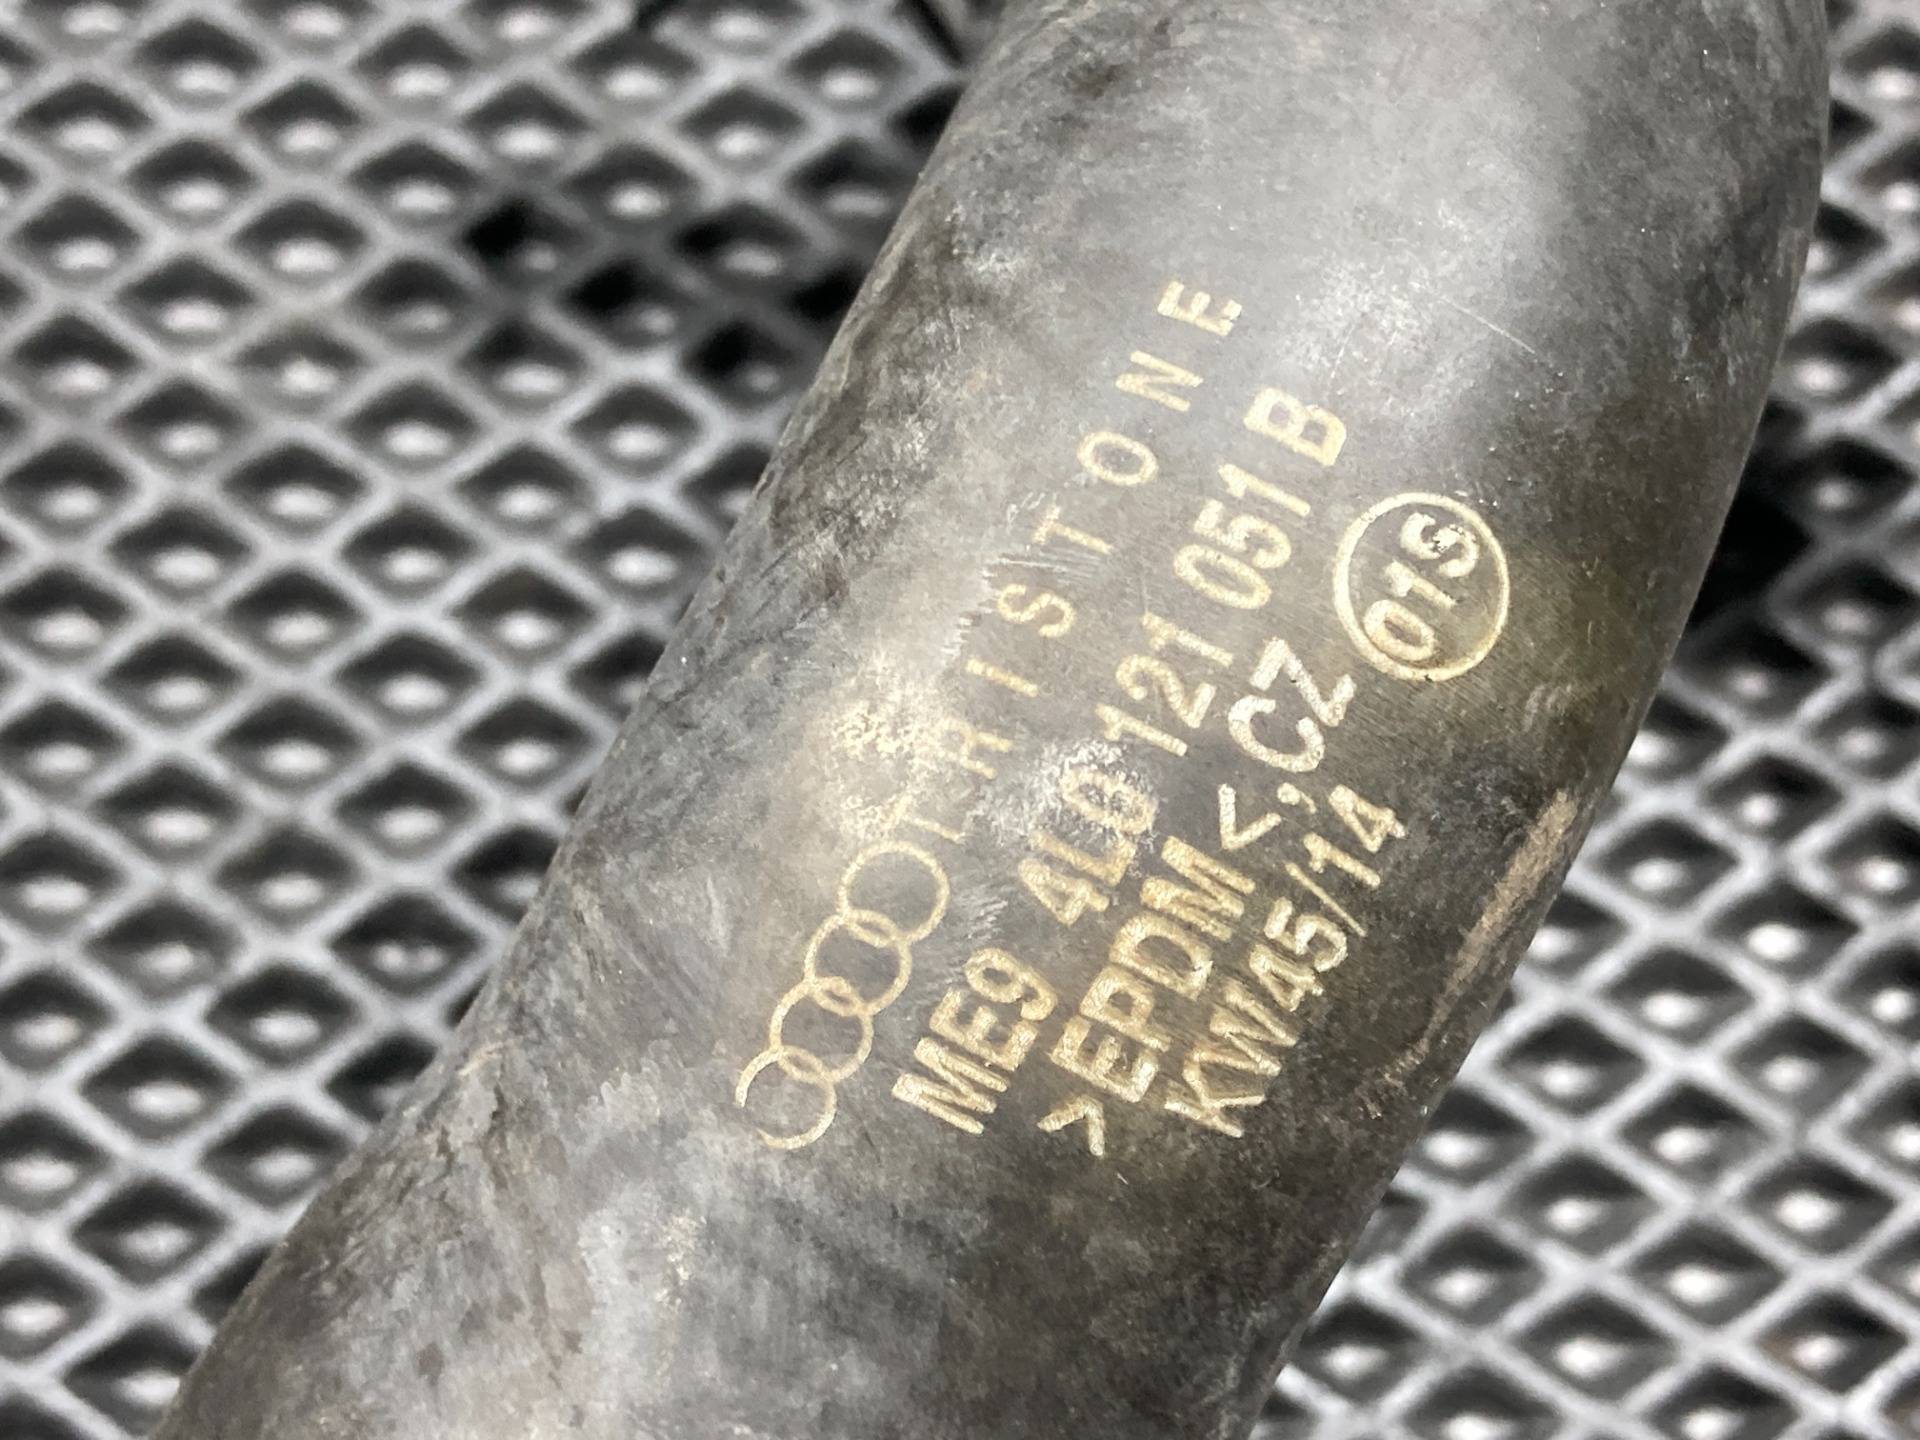 TRISTONE
ME9 4L0 121 051 B
>EPDM<, CZ
KW45/14
01S